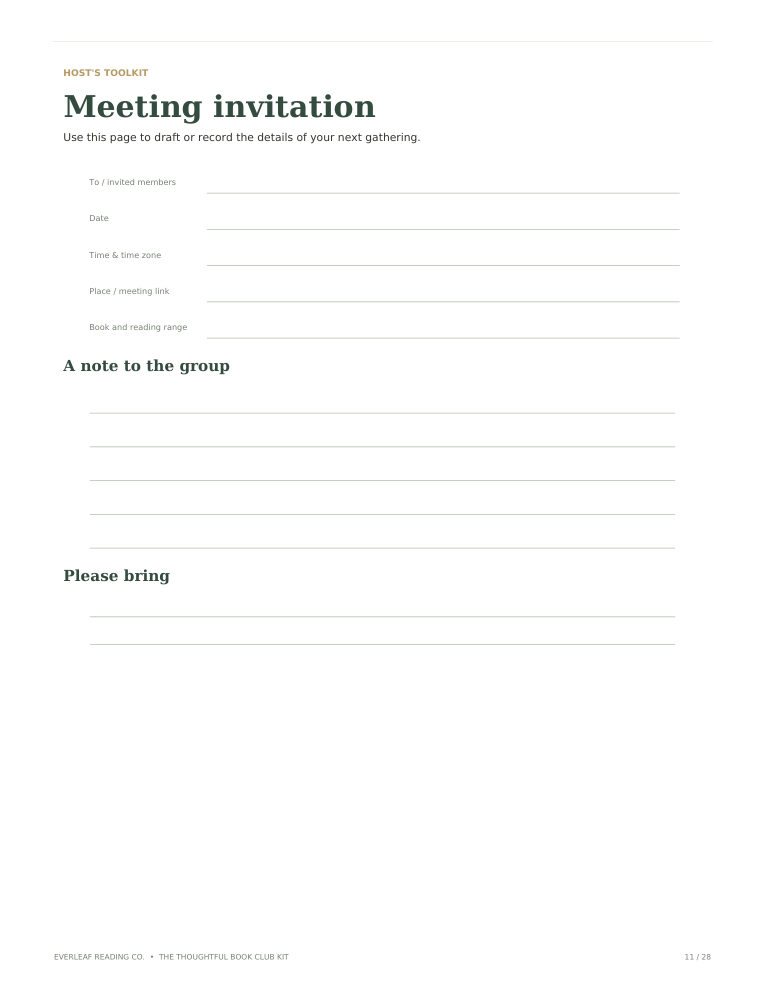 HOST'S TOOLKIT
Meeting invitation
Use this page to draft or record the details of your next gathering.
To / invited members
Date
Time & time zone
Place / meeting link
Book and reading range
A note to the group
Please bring
EVERLEAF READING CO. • THE THOUGHTFUL BOOK CLUB KIT 11 / 28